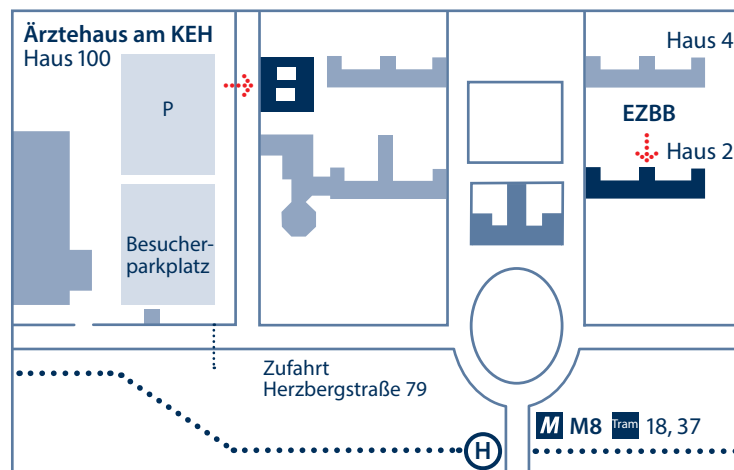 Ärztehaus am KEH
Haus 100
P
Besucher-
parkplatz
Haus 4
EZBB
Haus 2
Zufahrt
Herzbergstraße 79
H
M M8 Tram 18, 37